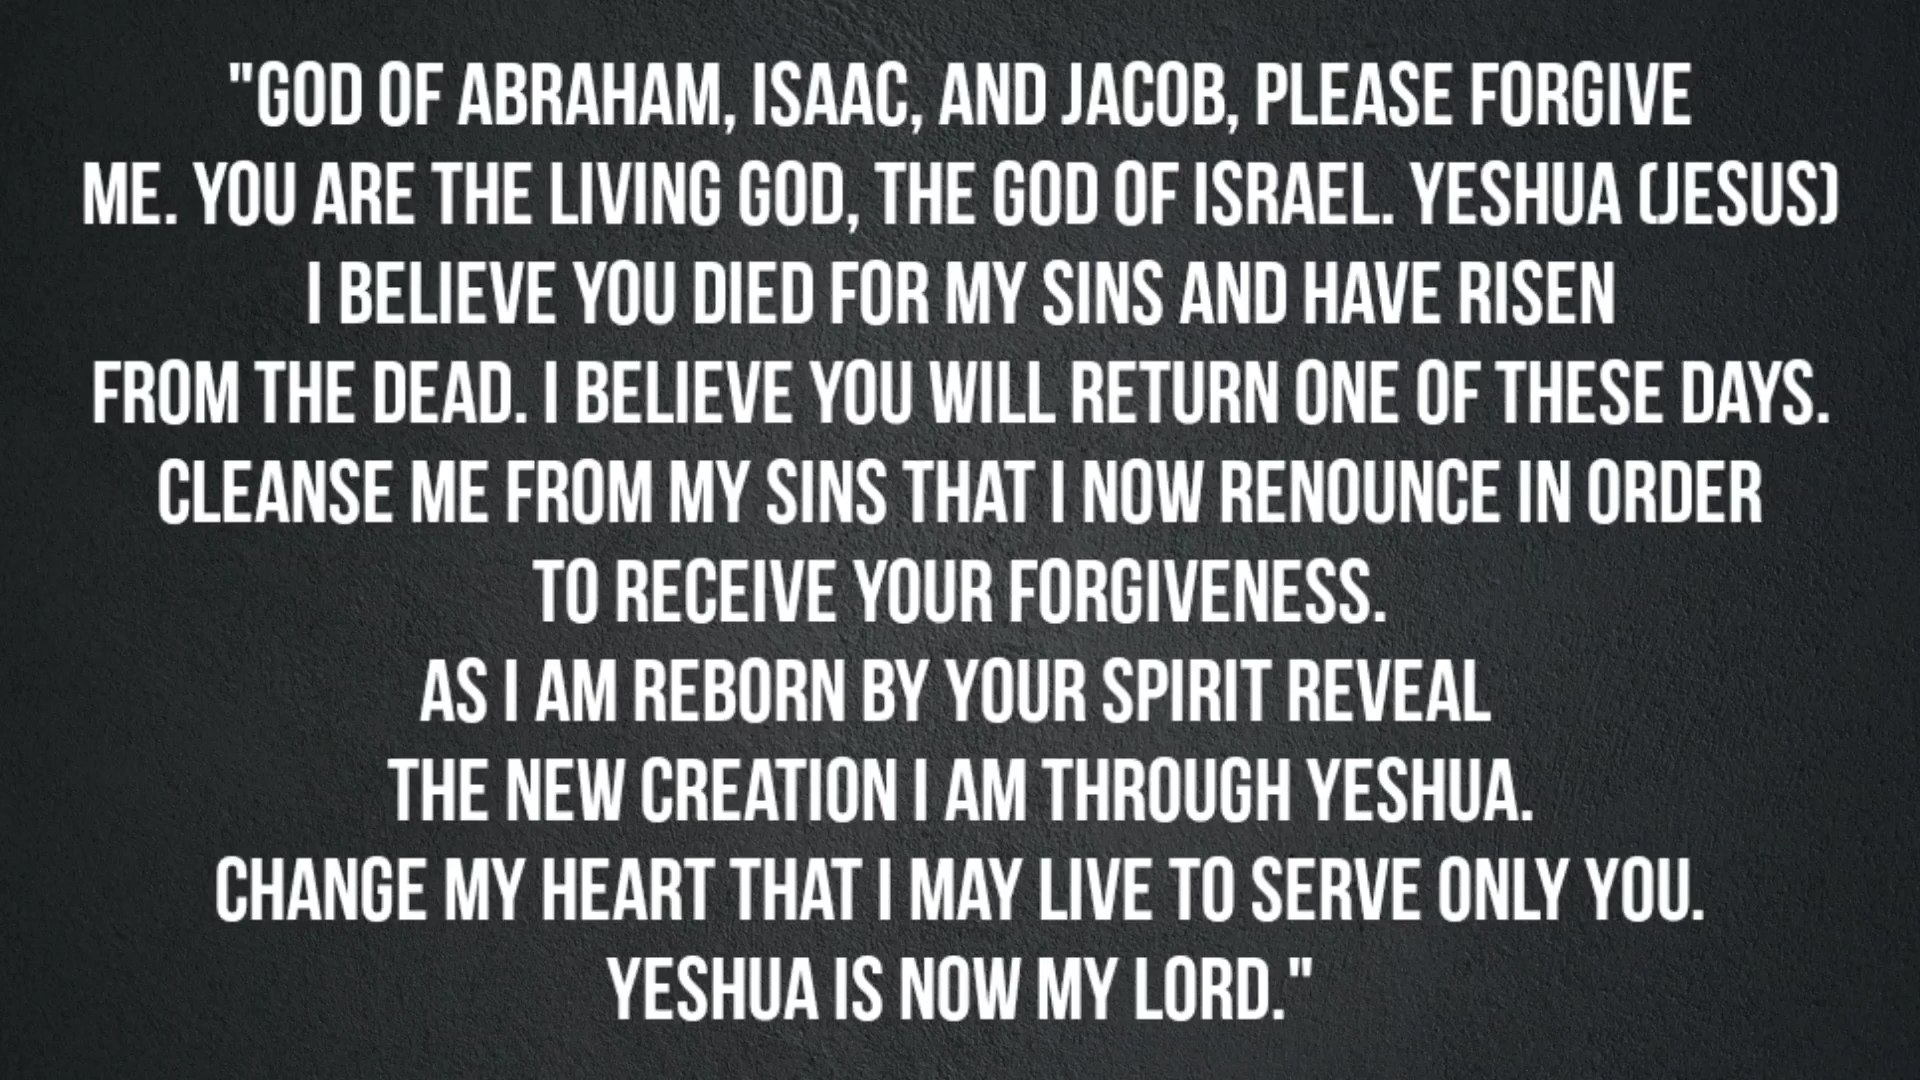 "GOD OF ABRAHAM, ISAAC, AND JACOB, PLEASE FORGIVE
ME. YOU ARE THE LIVING GOD, THE GOD OF ISRAEL. YESHUA (JESUS)
I BELIEVE YOU DIED FOR MY SINS AND HAVE RISEN
FROM THE DEAD. I BELIEVE YOU WILL RETURN ONE OF THESE DAYS.
CLEANSE ME FROM MY SINS THAT I NOW RENOUNCE IN ORDER
TO RECEIVE YOUR FORGIVENESS.
AS I AM REBORN BY YOUR SPIRIT REVEAL
THE NEW CREATION I AM THROUGH YESHUA.
CHANGE MY HEART THAT I MAY LIVE TO SERVE ONLY YOU.
YESHUA IS NOW MY LORD."